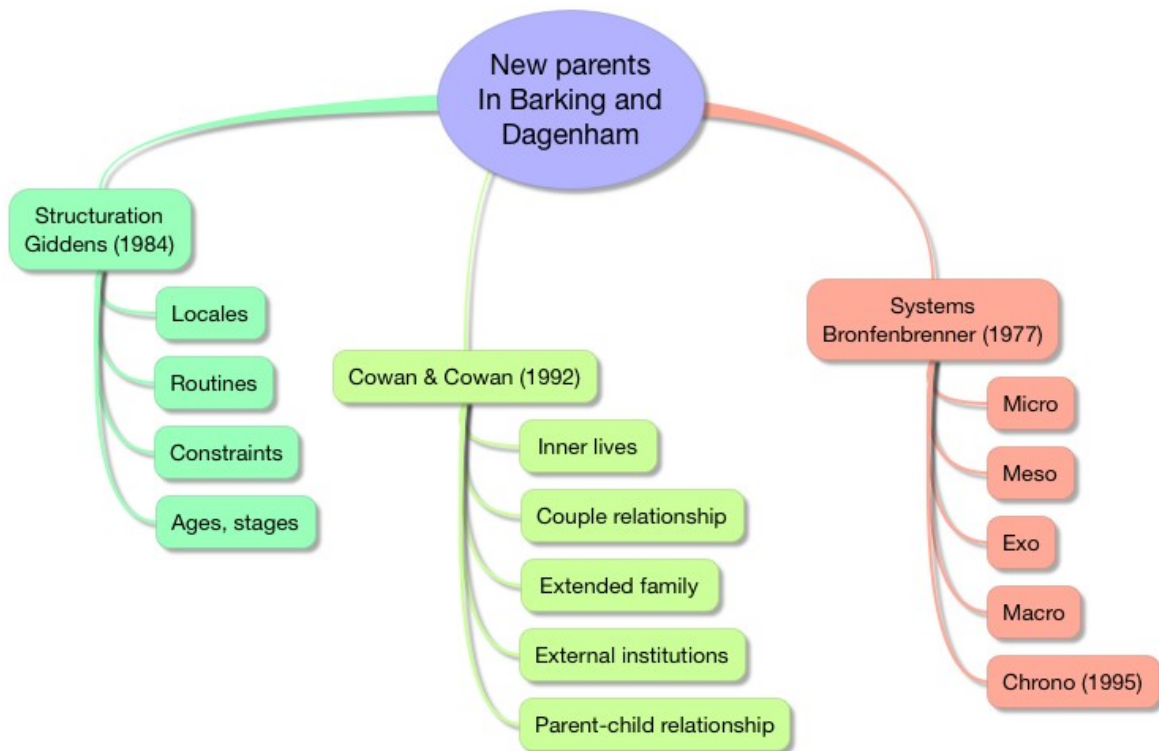 New parents
In Barking and
Dagenham
Structuration
Giddens (1984)
Locales
Routines
Constraints
Ages, stages
Cowan & Cowan (1992)
Inner lives
Couple relationship
Extended family
External institutions
Parent-child relationship
Systems
Bronfenbrenner (1977)
Micro
Meso
Exo
Macro
Chrono (1995)